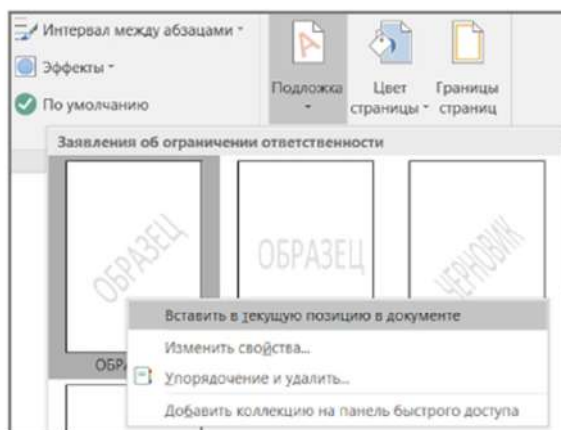 Интервал между абзацами
Эффекты
По умолчанию
Подложка
Цвет
страницы
Границы
страниц
Заявления об ограничении ответственности
ОБРАЗЕЦ
ОБРАЗЕЦ
ЧЕРНОВИК
Вставить в текущую позицию в документе
ОБР
Изменить свойства...
Упорядочение и удалить...
Добавить коллекцию на панель быстрого доступа